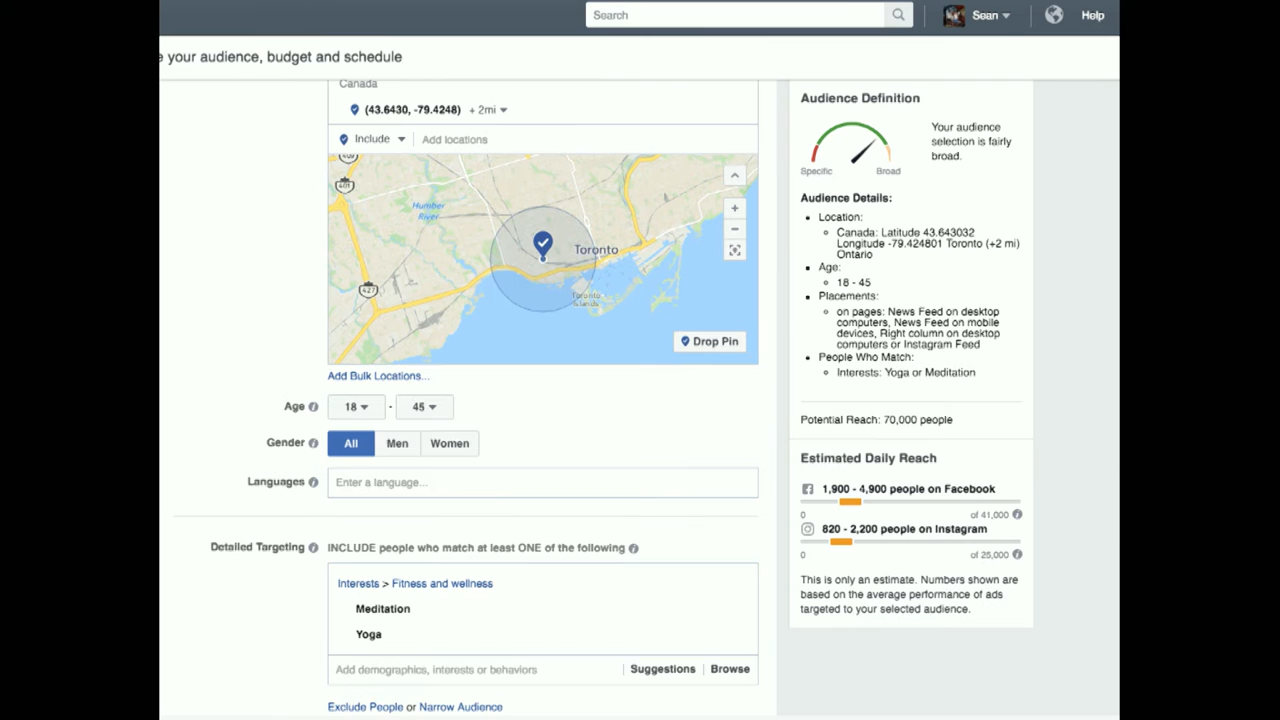 Search
Sean
Help
e your audience, budget and schedule
Canada
(43.6430, -79.4248) + 2mi
Include
Add locations
409
401
Humber
River
427
Toronto
Toronto
Islands
Drop Pin
Add Bulk Locations...
Age
18 - 45
Gender
All Men Women
Languages
Enter a language...
Detailed Targeting
INCLUDE people who match at least ONE of the following
Interests > Fitness and wellness
Meditation
Yoga
Add demographics, interests or behaviors
Suggestions
Browse
Exclude People or Narrow Audience
Audience Definition
Your audience
selection is fairly
broad.
Specific
Broad
Audience Details:
Location:
Canada: Latitude 43.643032
Longitude -79.424801 Toronto (+2 mi)
Ontario
Age:
18 - 45
Placements:
on pages: News Feed on desktop
computers, News Feed on mobile
devices, Right column on desktop
computers or Instagram Feed
People Who Match:
Interests: Yoga or Meditation
Potential Reach: 70,000 people
Estimated Daily Reach
1,900 - 4,900 people on Facebook
0 of 41,000
820 - 2,200 people on Instagram
0 of 25,000
This is only an estimate. Numbers shown are
based on the average performance of ads
targeted to your selected audience.